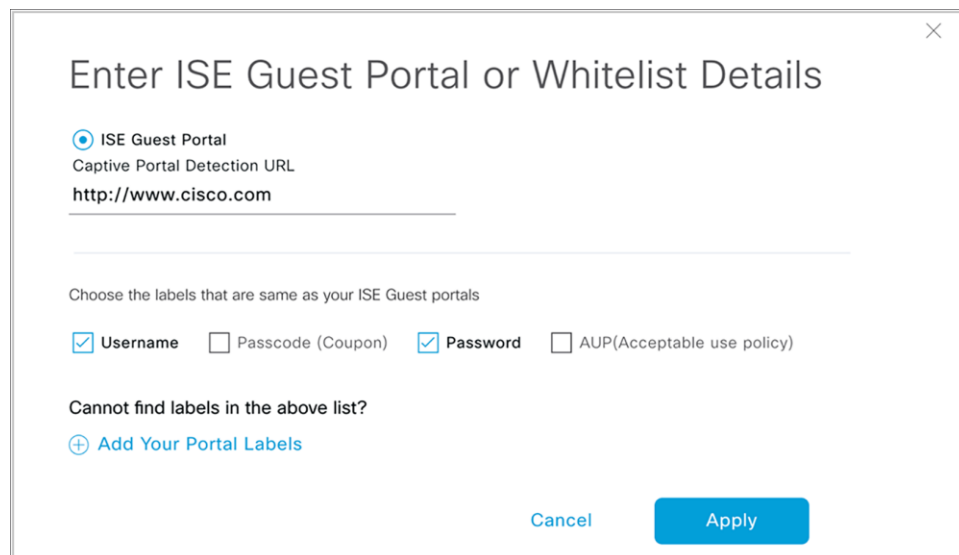 Enter ISE Guest Portal or Whitelist Details
ISE Guest Portal
Captive Portal Detection URL
http://www.cisco.com
Choose the labels that are same as your ISE Guest portals
Username Passcode (Coupon) Password AUP(Acceptable use policy)
Cannot find labels in the above list?
Add Your Portal Labels
Cancel Apply